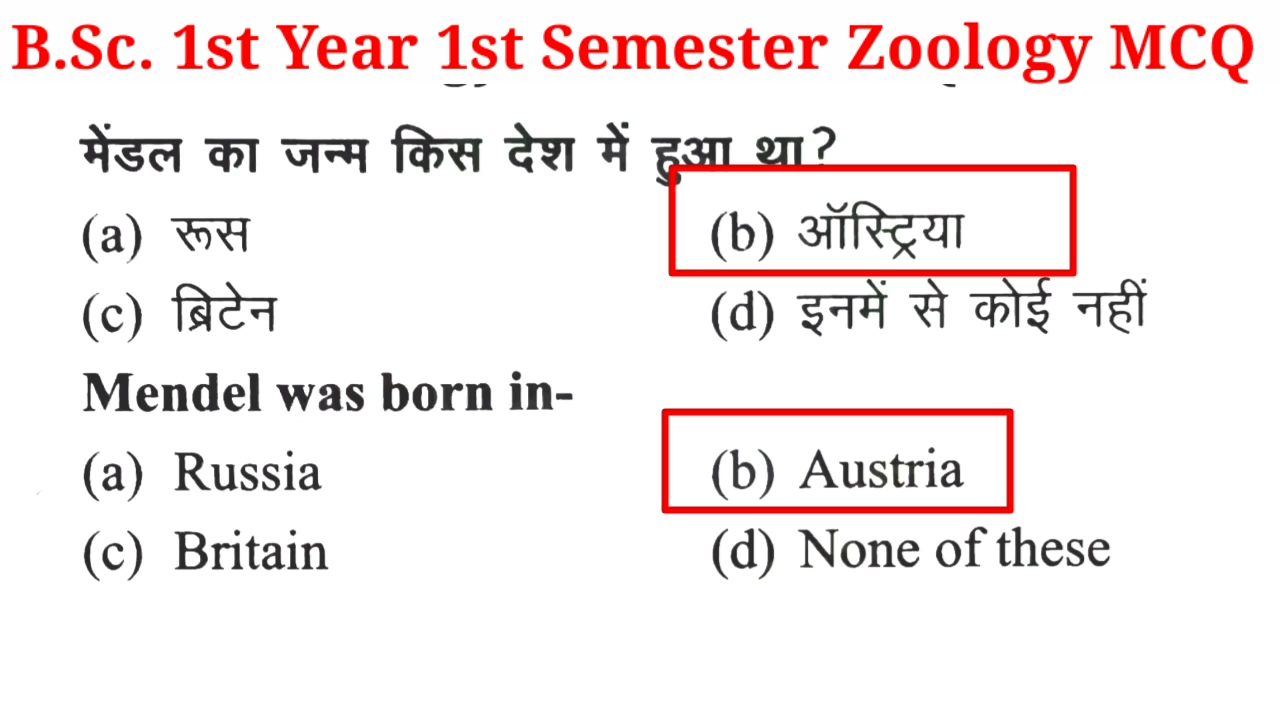 B.Sc. 1st Year 1st Semester Zoology MCQ
मेंडल का जन्म किस देश में हुआ था?
(a) रूस (b) ऑस्ट्रिया
(c) ब्रिटेन (d) इनमें से कोई नहीं
Mendel was born in-
(a) Russia (b) Austria
(c) Britain (d) None of these